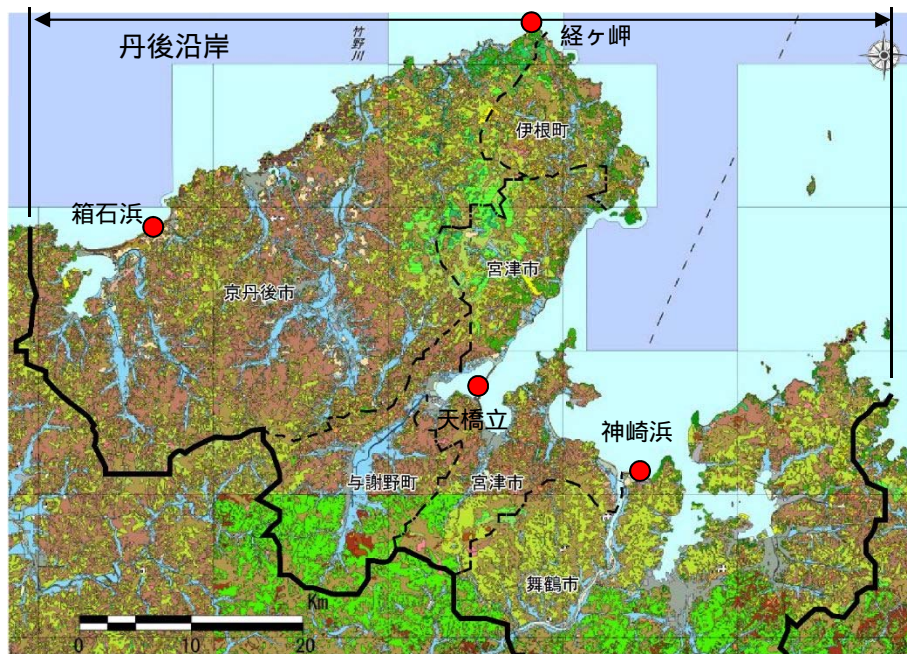 丹後沿岸
竹野川
経ヶ岬
伊根町
箱石浜
宮津市
京丹後市
天橋立
神崎浜
与謝野町
宮津市
舞鶴市
Km
0 10 20